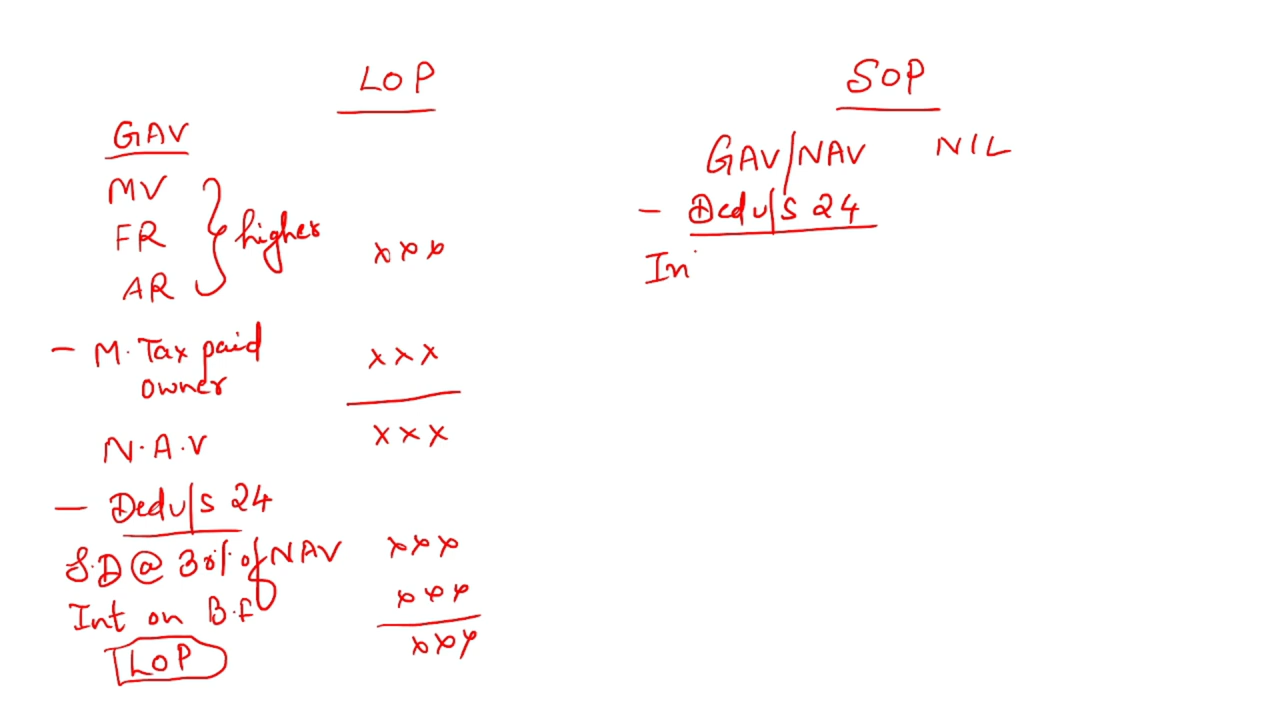 LOP
GAV
MV
FR
AR
} higher xxx
- M. Tax paid xxx
owner
N.A.V xxx
- Ded u/s 24
S.D @ 30% of NAV xxx
Int on B.F xxx
LOP xxx
SOP
GAV/NAV NIL
- Ded u/s 24
In